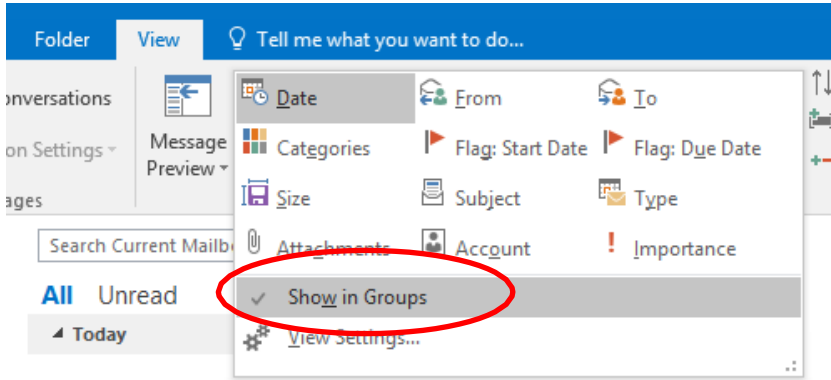 Folder View Tell me what you want to do...
onversations
Date From To
on Settings
Message Preview
Categories Flag: Start Date Flag: Due Date
ages
Size Subject Type
Search Current Mailb
Attachments Account Importance
All Unread
Show in Groups
Today
View Settings...